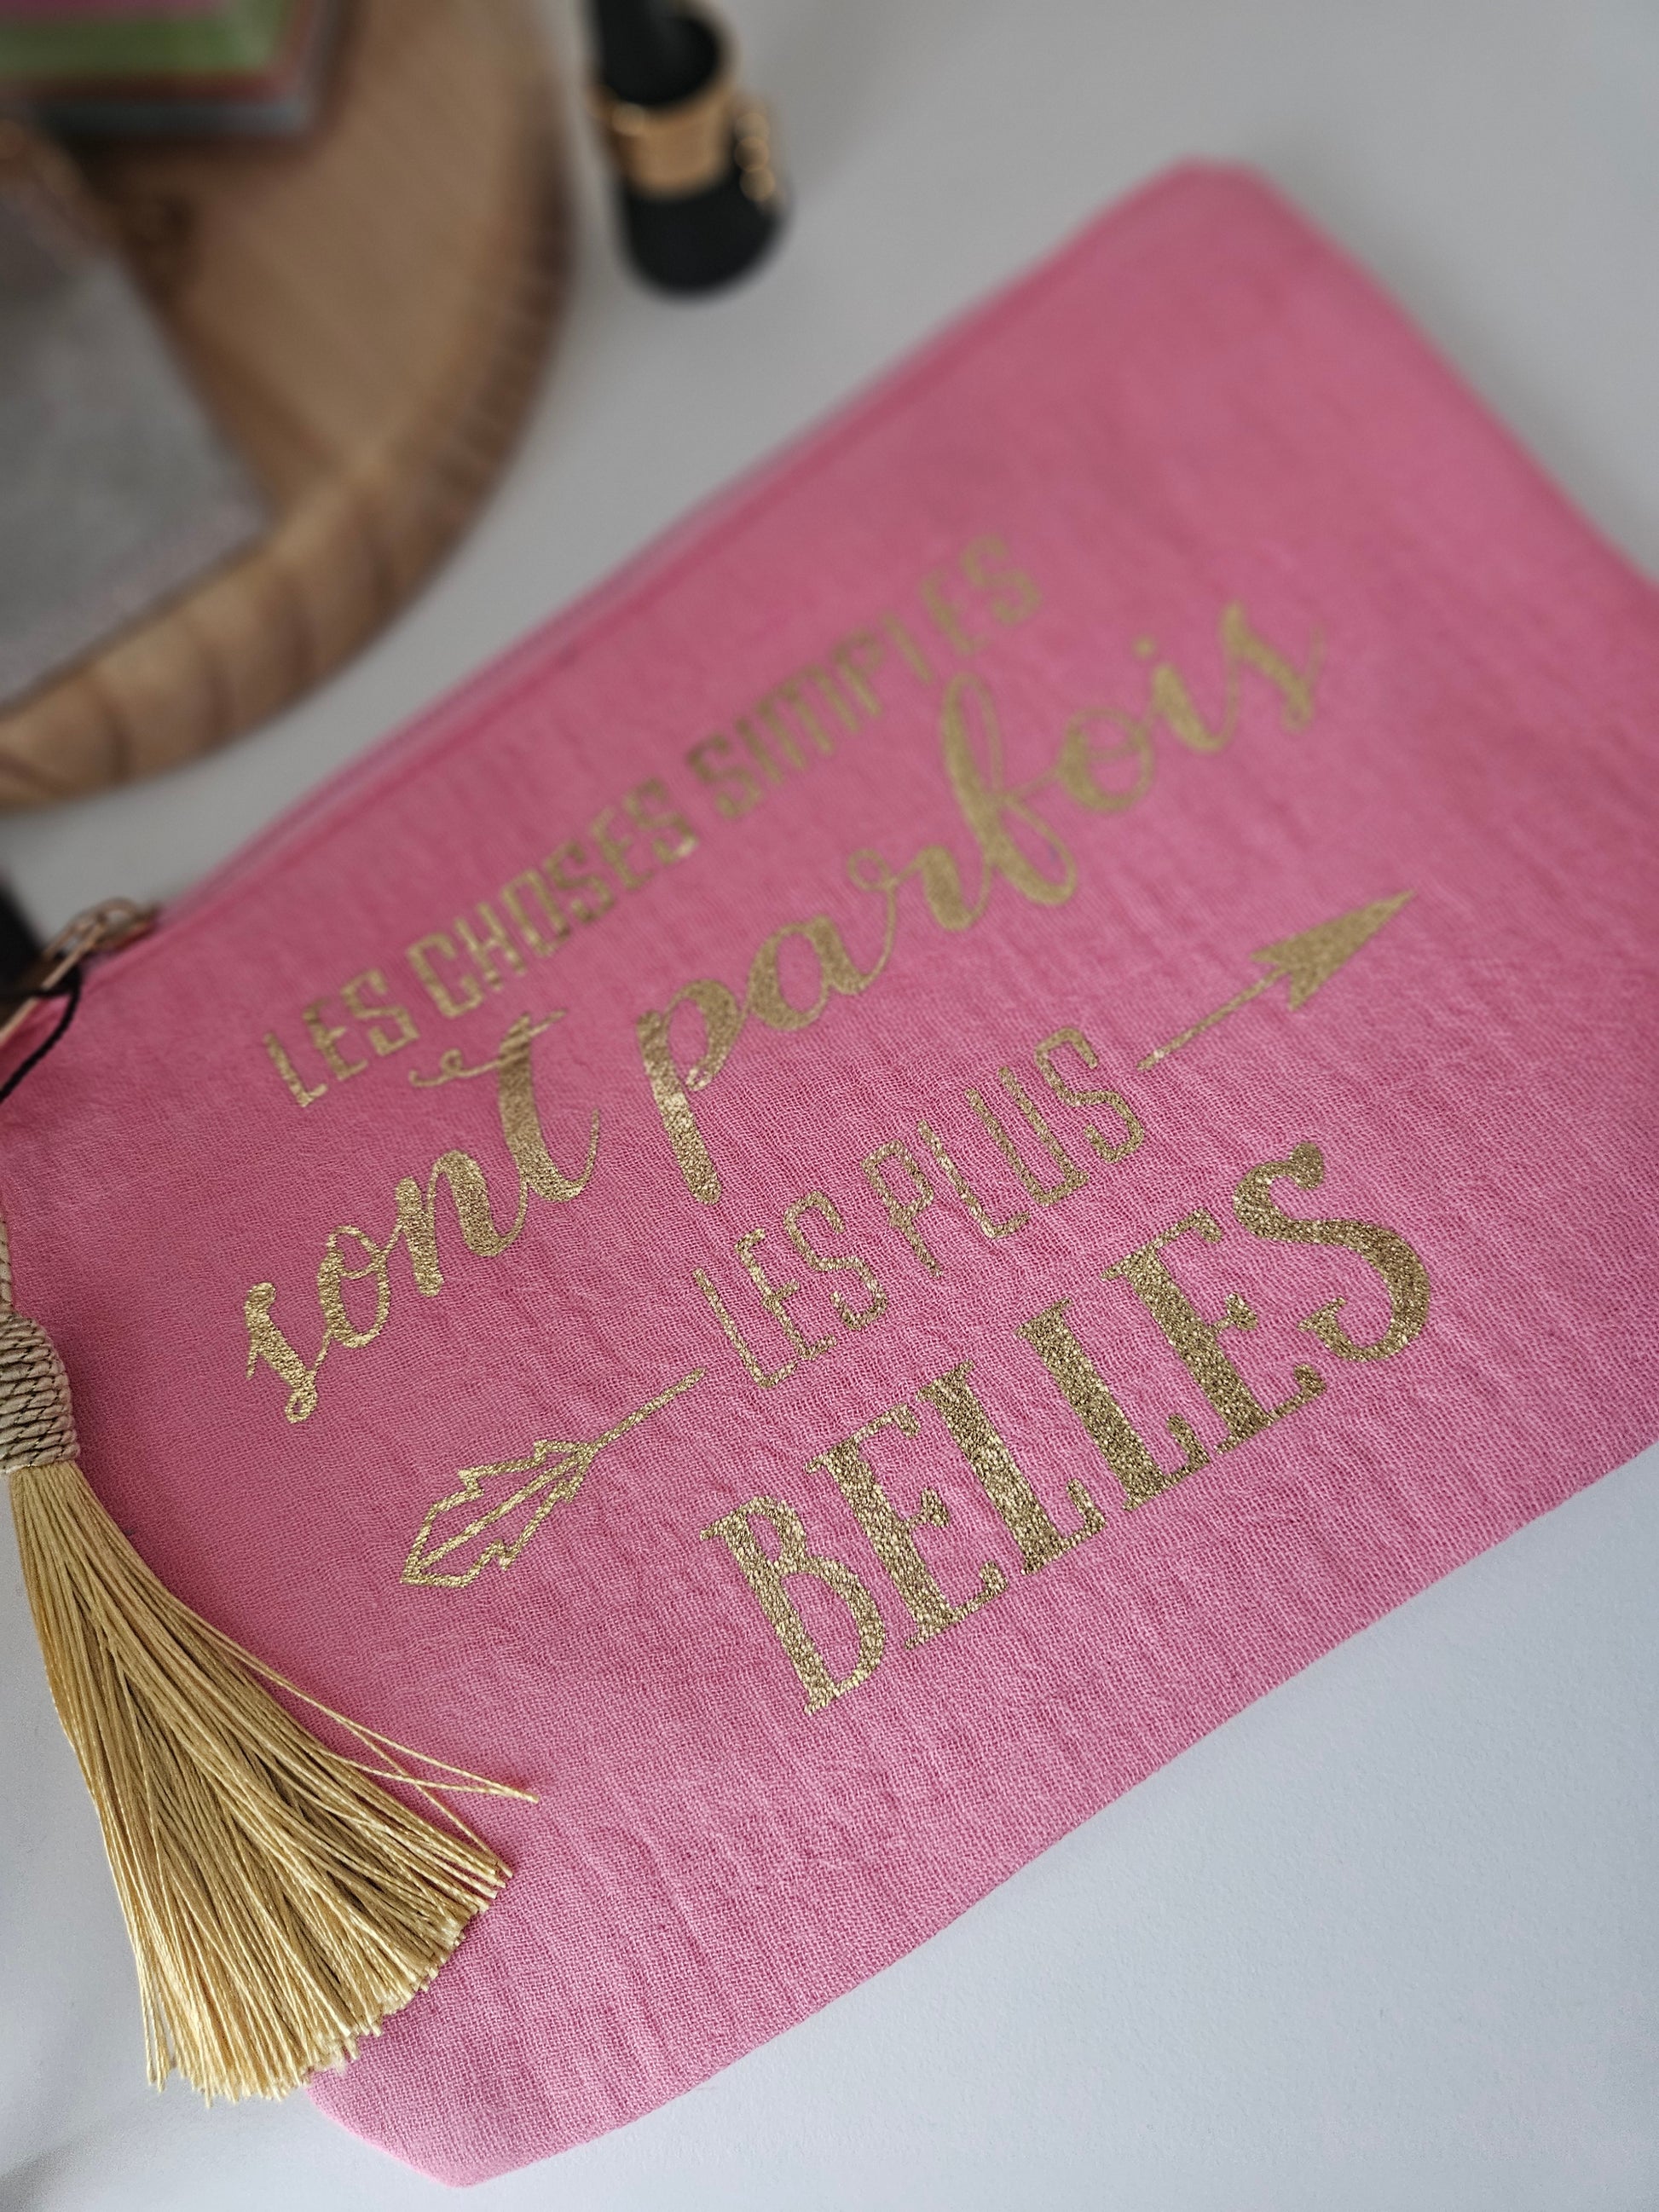 LES CHOSES SIMPLES
sont parfois
LES PLUS
BELLES